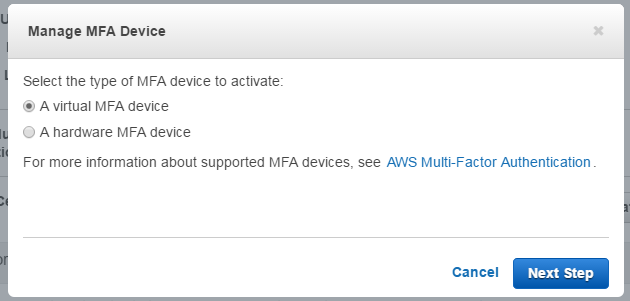 Manage MFA Device
Select the type of MFA device to activate:
A virtual MFA device
A hardware MFA device
For more information about supported MFA devices, see AWS Multi-Factor Authentication.
Cancel
Next Step